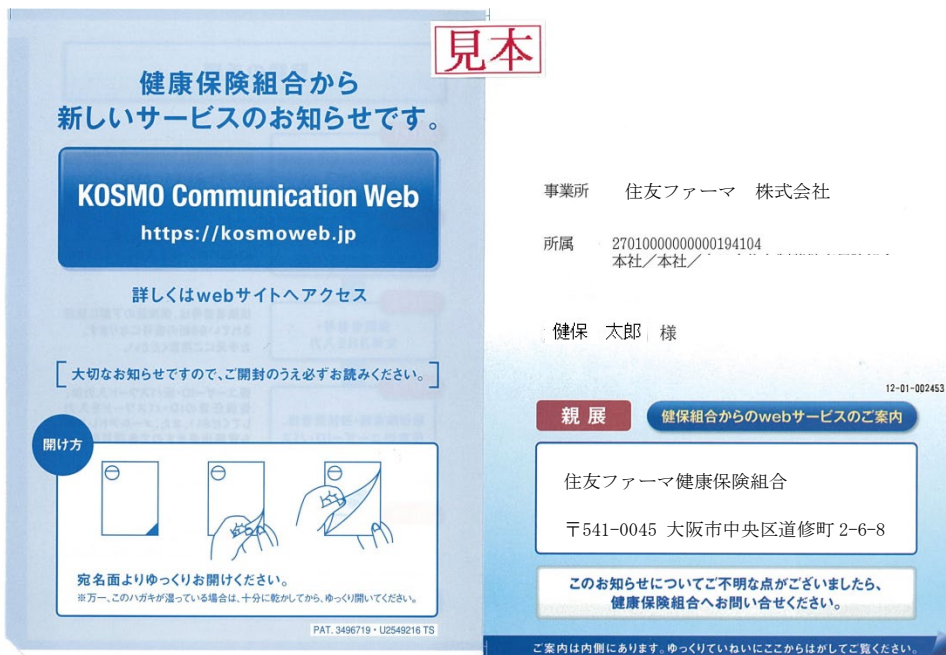 見本
健康保険組合から
新しいサービスのお知らせです。
KOSMO Communication Web
https://kosmoweb.jp
詳しくはwebサイトへアクセス
大切なお知らせですので、ご開封のうえ必ずお読みください。
開け方
宛名面よりゆっくりお開けください。
※万一、このハガキが湿っている場合は、十分に乾かしてから、ゆっくり開いてください。
PAT. 3496719・U2549216 TS
事業所 住友ファーマ 株式会社
所属 27010000000000194104
本社／本社／
健保 太郎 様
12-01-002453
親展
健保組合からのwebサービスのご案内
住友ファーマ健康保険組合
〒541-0045 大阪市中央区道修町 2-6-8
このお知らせについてご不明な点がございましたら、
健康保険組合へお問い合せください。
ご案内は内側にあります。ゆっくりていねいにここからはがしてご覧ください。